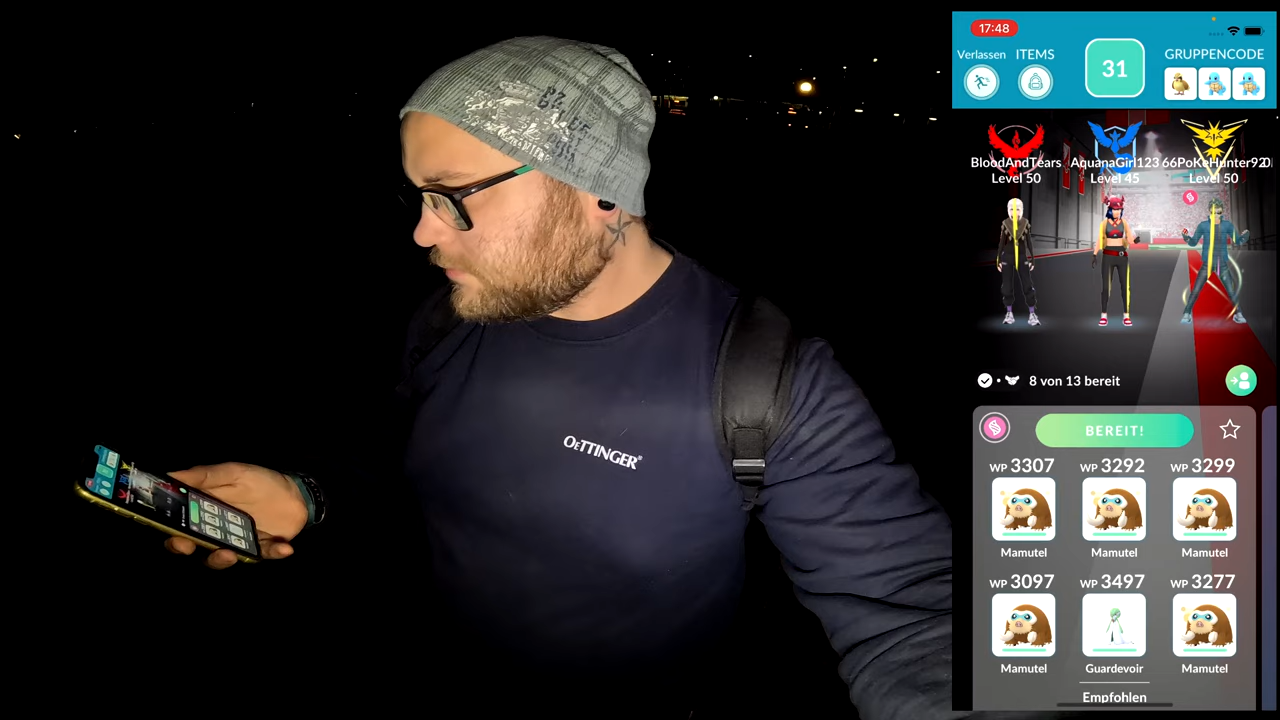 17:48
Verlassen
ITEMS
31
GRUPPENCODE
BloodAndTears
Level 50
AquanaGirl123
Level 45
66PoKeHunter92
Level 50
8 von 13 bereit
BEREIT!
WP 3307
WP 3292
WP 3299
Mamutel
Mamutel
Mamutel
WP 3097
WP 3497
WP 3277
Mamutel
Guardevoir
Mamutel
Empfohlen
OETTINGER